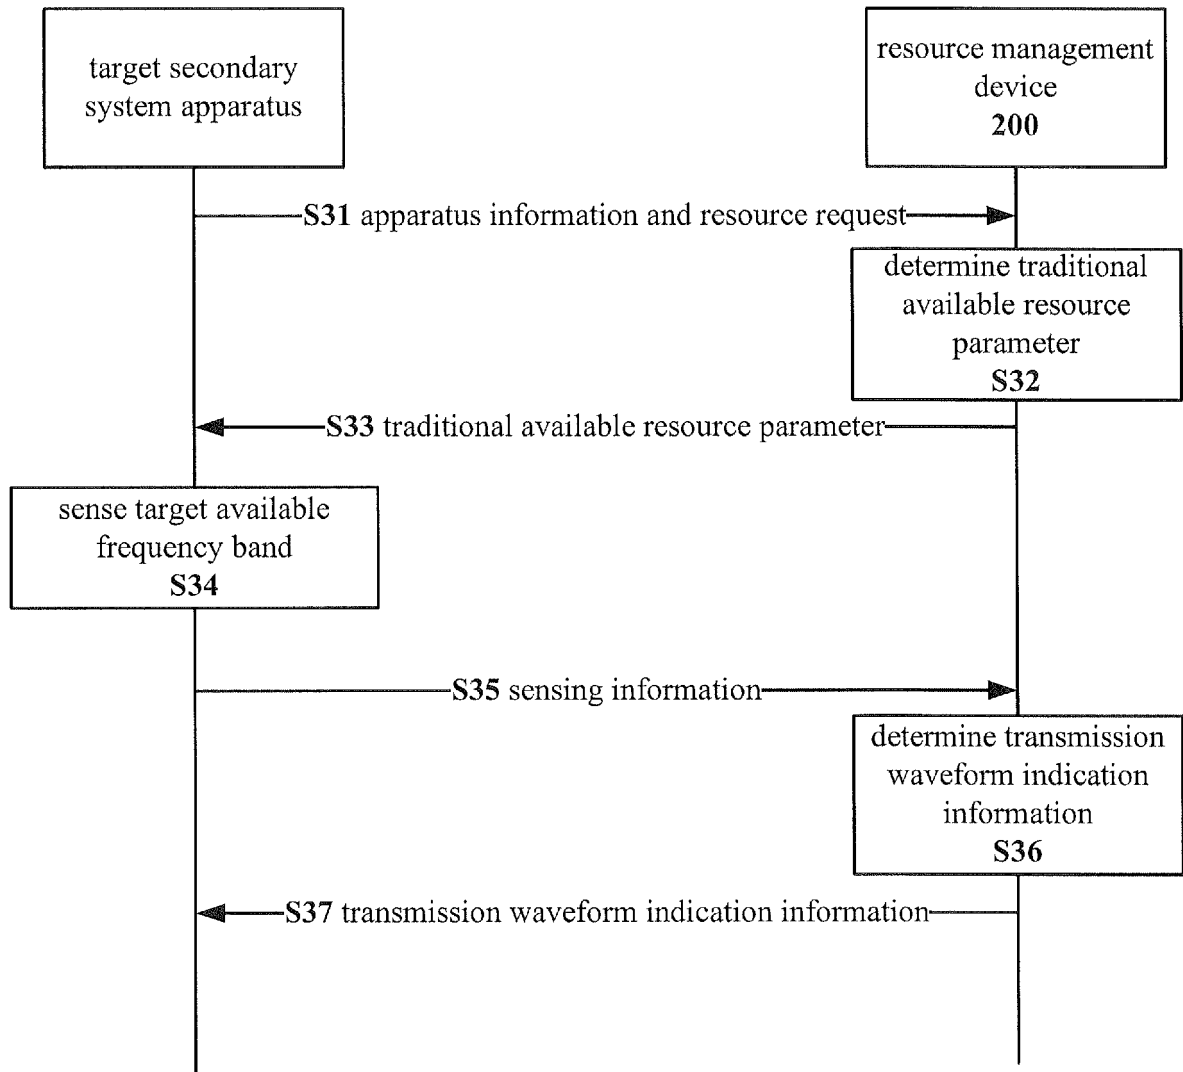 target secondary
system apparatus
resource management
device
200
S31 apparatus information and resource request
determine traditional
available resource
parameter
S32
S33 traditional available resource parameter
sense target available
frequency band
S34
S35 sensing information
determine transmission
waveform indication
information
S36
S37 transmission waveform indication information